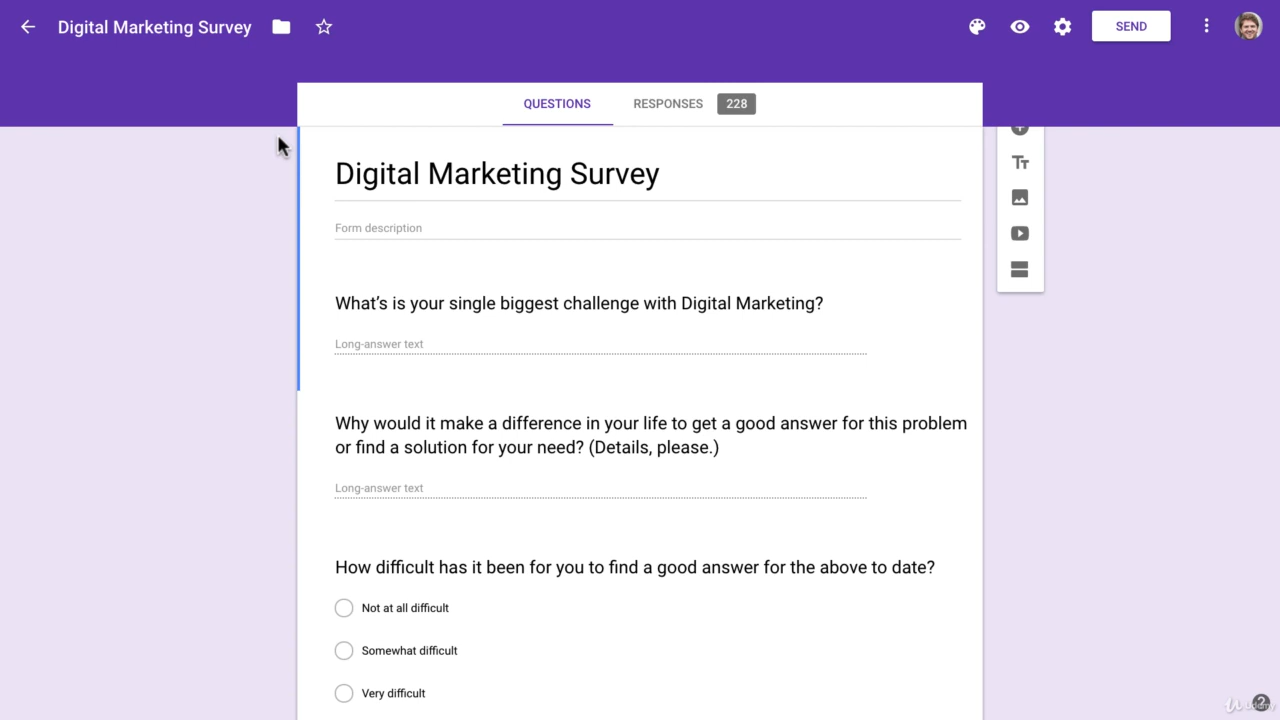 Digital Marketing Survey
SEND
QUESTIONS
RESPONSES 228
Digital Marketing Survey
Form description
Tt
What’s is your single biggest challenge with Digital Marketing?
Long-answer text
Why would it make a difference in your life to get a good answer for this problem
or find a solution for your need? (Details, please.)
Long-answer text
How difficult has it been for you to find a good answer for the above to date?
Not at all difficult
Somewhat difficult
Very difficult
Udemy
?